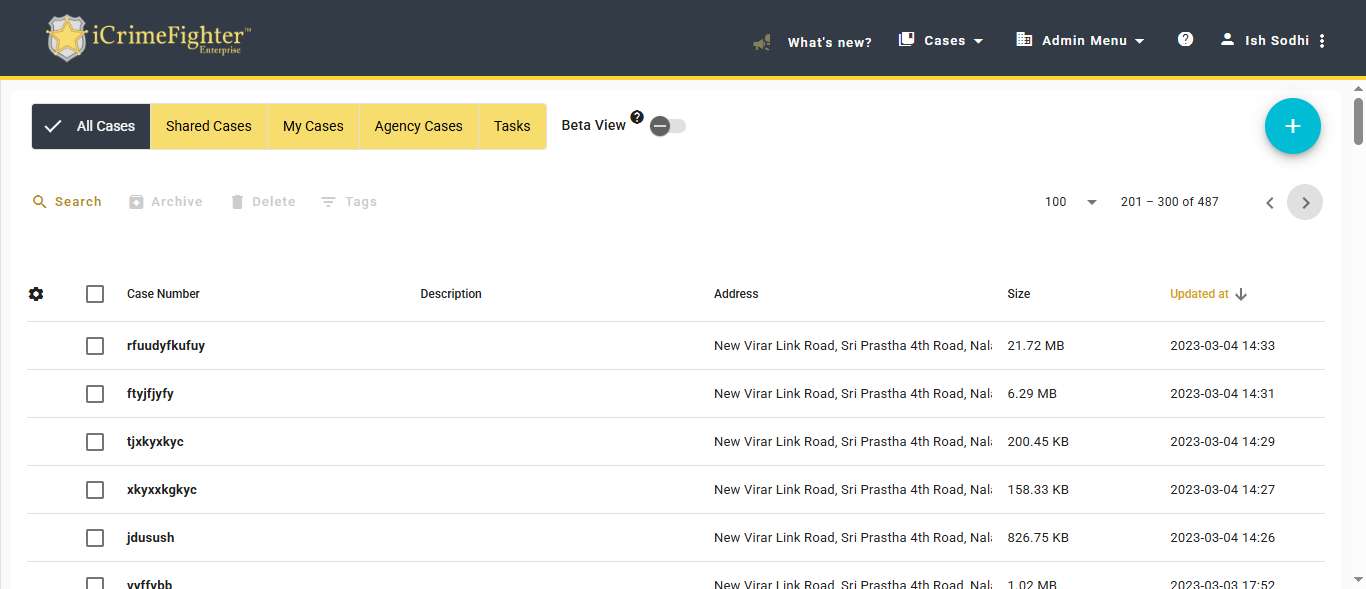 iCrimeFighter™
Enterprise
What's new? Cases Admin Menu Ish Sodhi
All Cases Shared Cases My Cases Agency Cases Tasks Beta View
Search Archive Delete Tags 100 201 – 300 of 487
Case Number Description Address Size Updated at
rfuudyfkufuy New Virar Link Road, Sri Prastha 4th Road, Nala 21.72 MB 2023-03-04 14:33
ftyjfjyfy New Virar Link Road, Sri Prastha 4th Road, Nala 6.29 MB 2023-03-04 14:31
tjxkyxkyc New Virar Link Road, Sri Prastha 4th Road, Nala 200.45 KB 2023-03-04 14:29
xkyxxkgkyc New Virar Link Road, Sri Prastha 4th Road, Nala 158.33 KB 2023-03-04 14:27
jdusush New Virar Link Road, Sri Prastha 4th Road, Nala 826.75 KB 2023-03-04 14:26
New Virar Link Road, Sri Prastha 4th Road, Nala 1.02 MB 2023-03-03 17:52